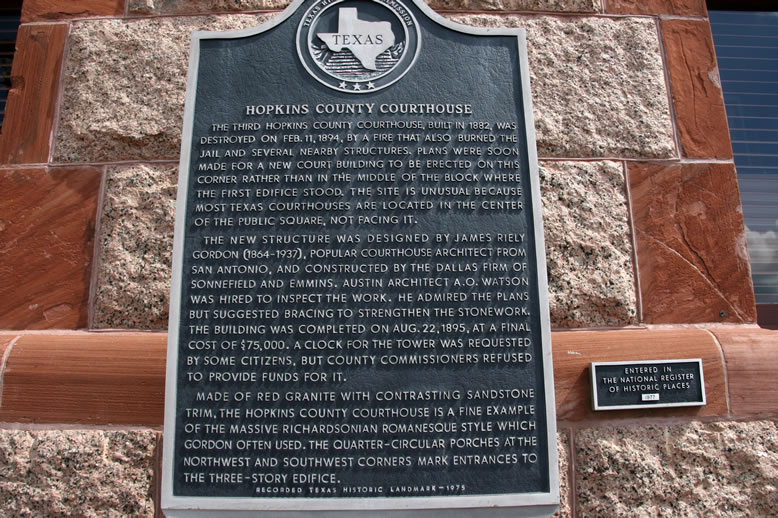 TEXAS
HOPKINS COUNTY COURTHOUSE
THE THIRD HOPKINS COUNTY COURTHOUSE, BUILT IN 1882, WAS
DESTROYED ON FEB. 11, 1894, BY A FIRE THAT ALSO BURNED THE
JAIL AND SEVERAL NEARBY STRUCTURES. PLANS WERE SOON
MADE FOR A NEW COURT BUILDING TO BE ERECTED ON THIS
CORNER RATHER THAN IN THE MIDDLE OF THE BLOCK WHERE
THE FIRST EDIFICE STOOD. THE SITE IS UNUSUAL BECAUSE
MOST TEXAS COURTHOUSES ARE LOCATED IN THE CENTER
OF THE PUBLIC SQUARE, NOT FACING IT.
THE NEW STRUCTURE WAS DESIGNED BY JAMES RIELY
GORDON (1864-1937), POPULAR COURTHOUSE ARCHITECT FROM
SAN ANTONIO, AND CONSTRUCTED BY THE DALLAS FIRM OF
SONNEFIELD AND EMMINS. AUSTIN ARCHITECT A.O. WATSON
WAS HIRED TO INSPECT THE WORK. HE ADMIRED THE PLANS
BUT SUGGESTED BRACING TO STRENGTHEN THE STONEWORK.
THE BUILDING WAS COMPLETED ON AUG. 22, 1895, AT A FINAL
COST OF $75,000. A CLOCK FOR THE TOWER WAS REQUESTED
BY SOME CITIZENS, BUT COUNTY COMMISSIONERS REFUSED
TO PROVIDE FUNDS FOR IT.
MADE OF RED GRANITE WITH CONTRASTING SANDSTONE
TRIM, THE HOPKINS COUNTY COURTHOUSE IS A FINE EXAMPLE
OF THE MASSIVE RICHARDSONIAN ROMANESQUE STYLE WHICH
GORDON OFTEN USED. THE QUARTER-CIRCULAR PORCHES AT THE
NORTHWEST AND SOUTHWEST CORNERS MARK ENTRANCES TO
THE THREE-STORY EDIFICE.
RECORDED TEXAS HISTORIC LANDMARK-1975
ENTERED IN
THE NATIONAL REGISTER
OF HISTORIC PLACES
1977